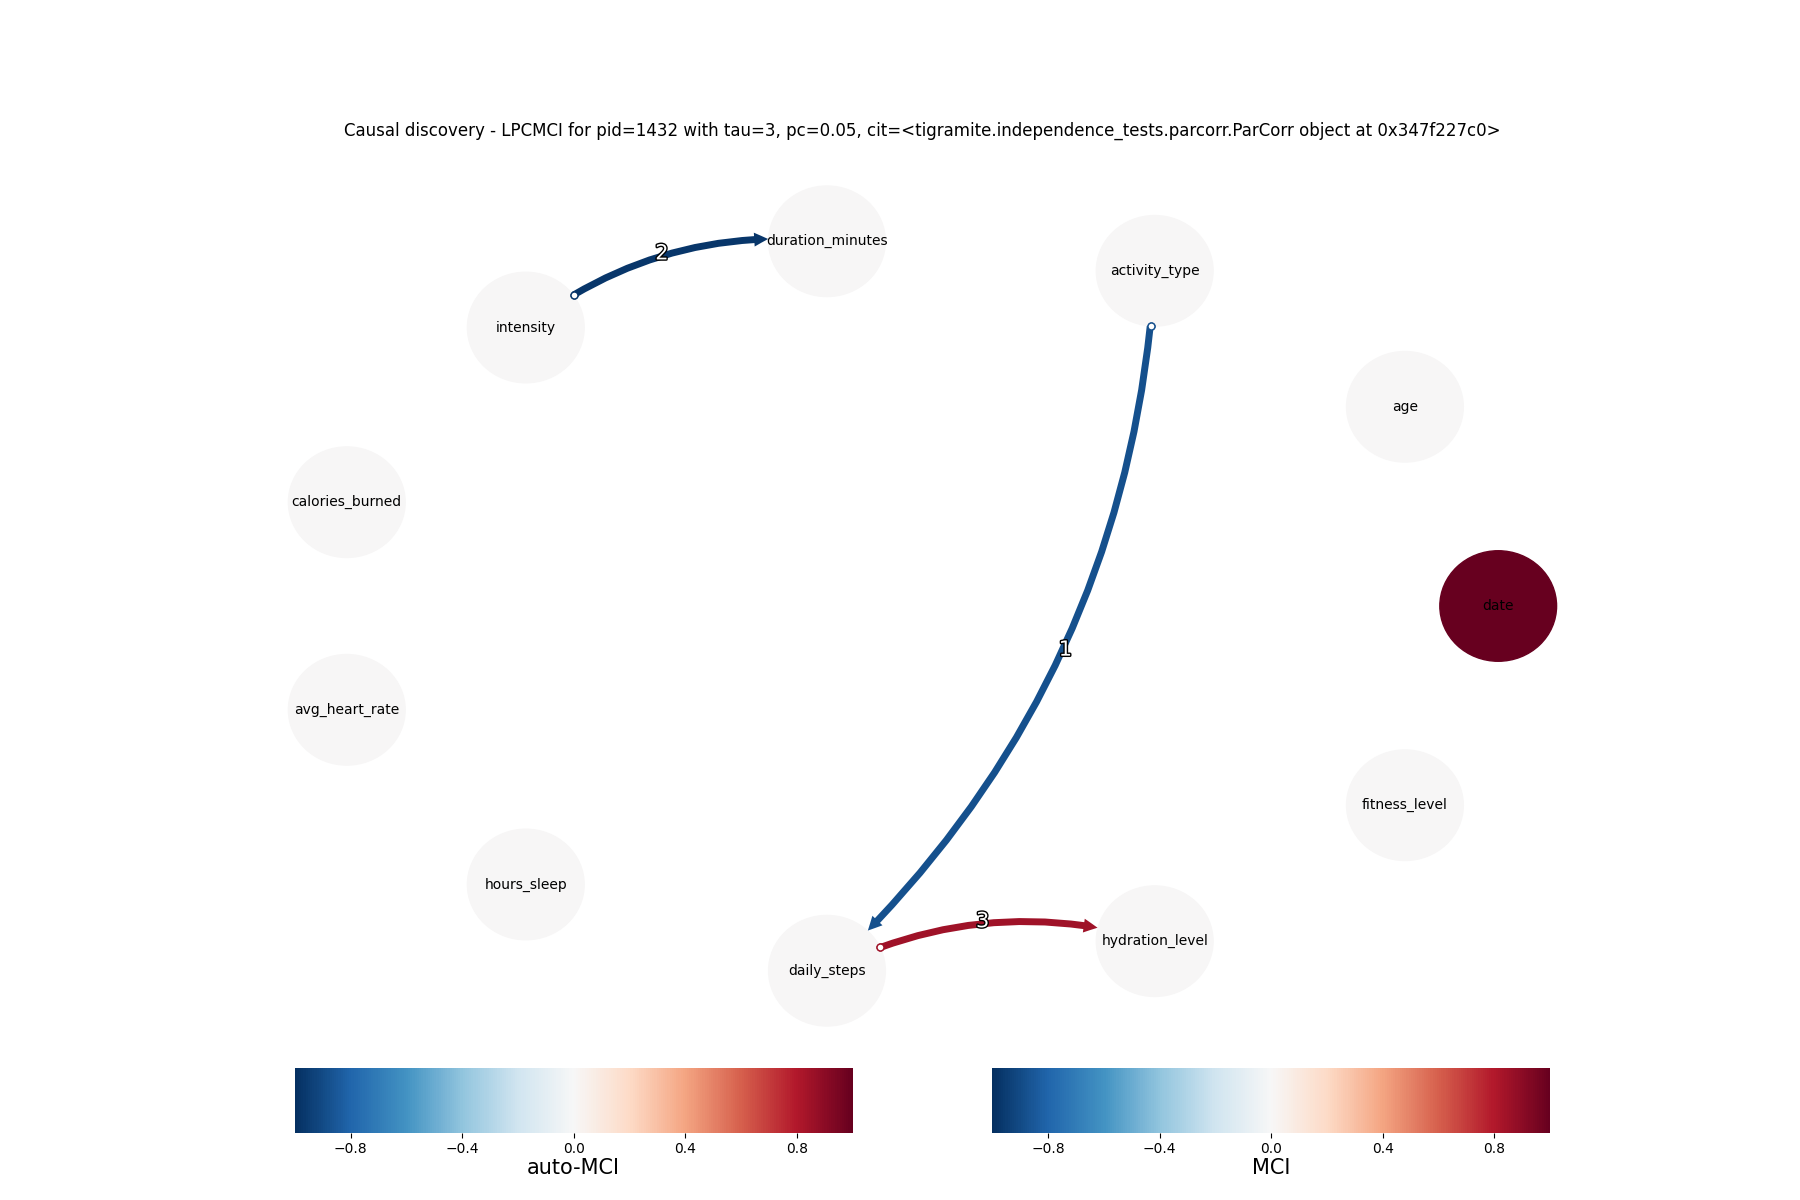 Causal discovery - LPCMCI for pid=1432 with tau=3, pc=0.05, cit=<tigramite.independence_tests.parcorr.ParCorr object at 0x347f227c0>
duration_minutes
2
activity_type
intensity
age
calories_burned
date
1
avg_heart_rate
fitness_level
hours_sleep
3
hydration_level
daily_steps
−0.8 −0.4 0.0 0.4 0.8
auto-MCI
−0.8 −0.4 0.0 0.4 0.8
MCI